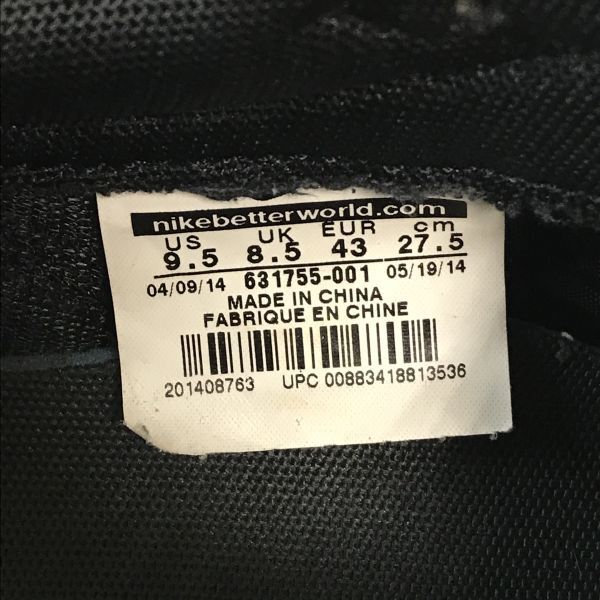 nikebetterworld.com
US UK EUR cm
9.5 8.5 43 27.5
04/09/14 631755-001 05/19/14
MADE IN CHINA
FABRIQUE EN CHINE
201408763 UPC 00883418813536